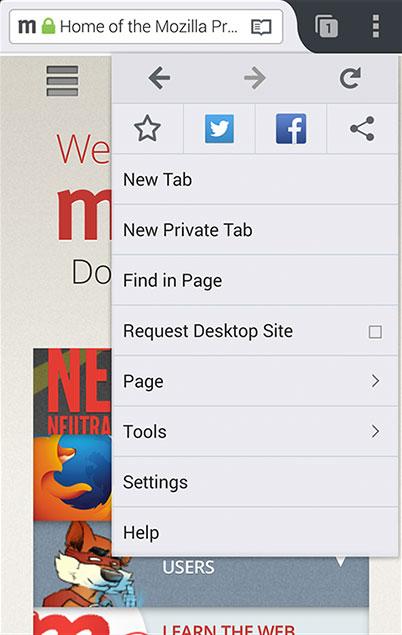 m Home of the Mozilla Pr... 1
We
m
Do
New Tab
New Private Tab
Find in Page
Request Desktop Site
Page
Tools
Settings
Help
NE
NEUTRA
USERS
LEARN THE WEB
m